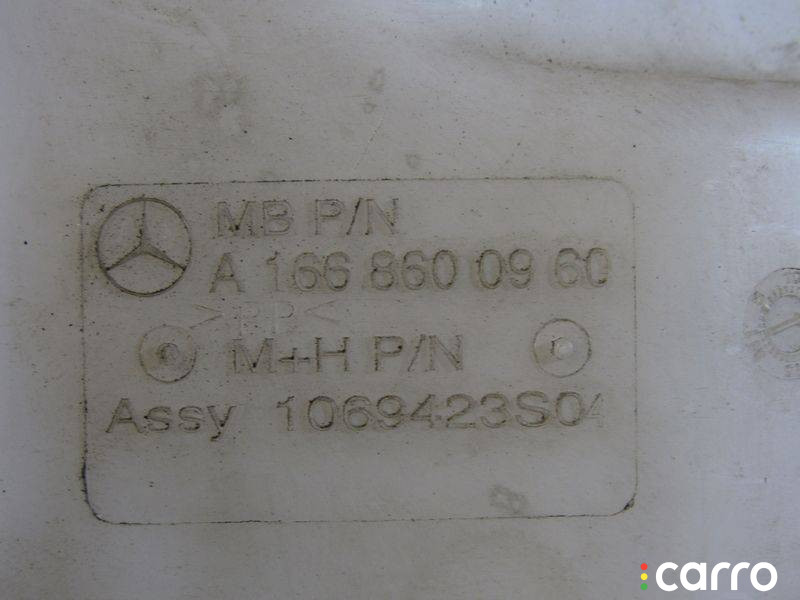 MB P/N
A 166 860 09 60
>PP<
M+H P/N
Assy 1069423S04
carro